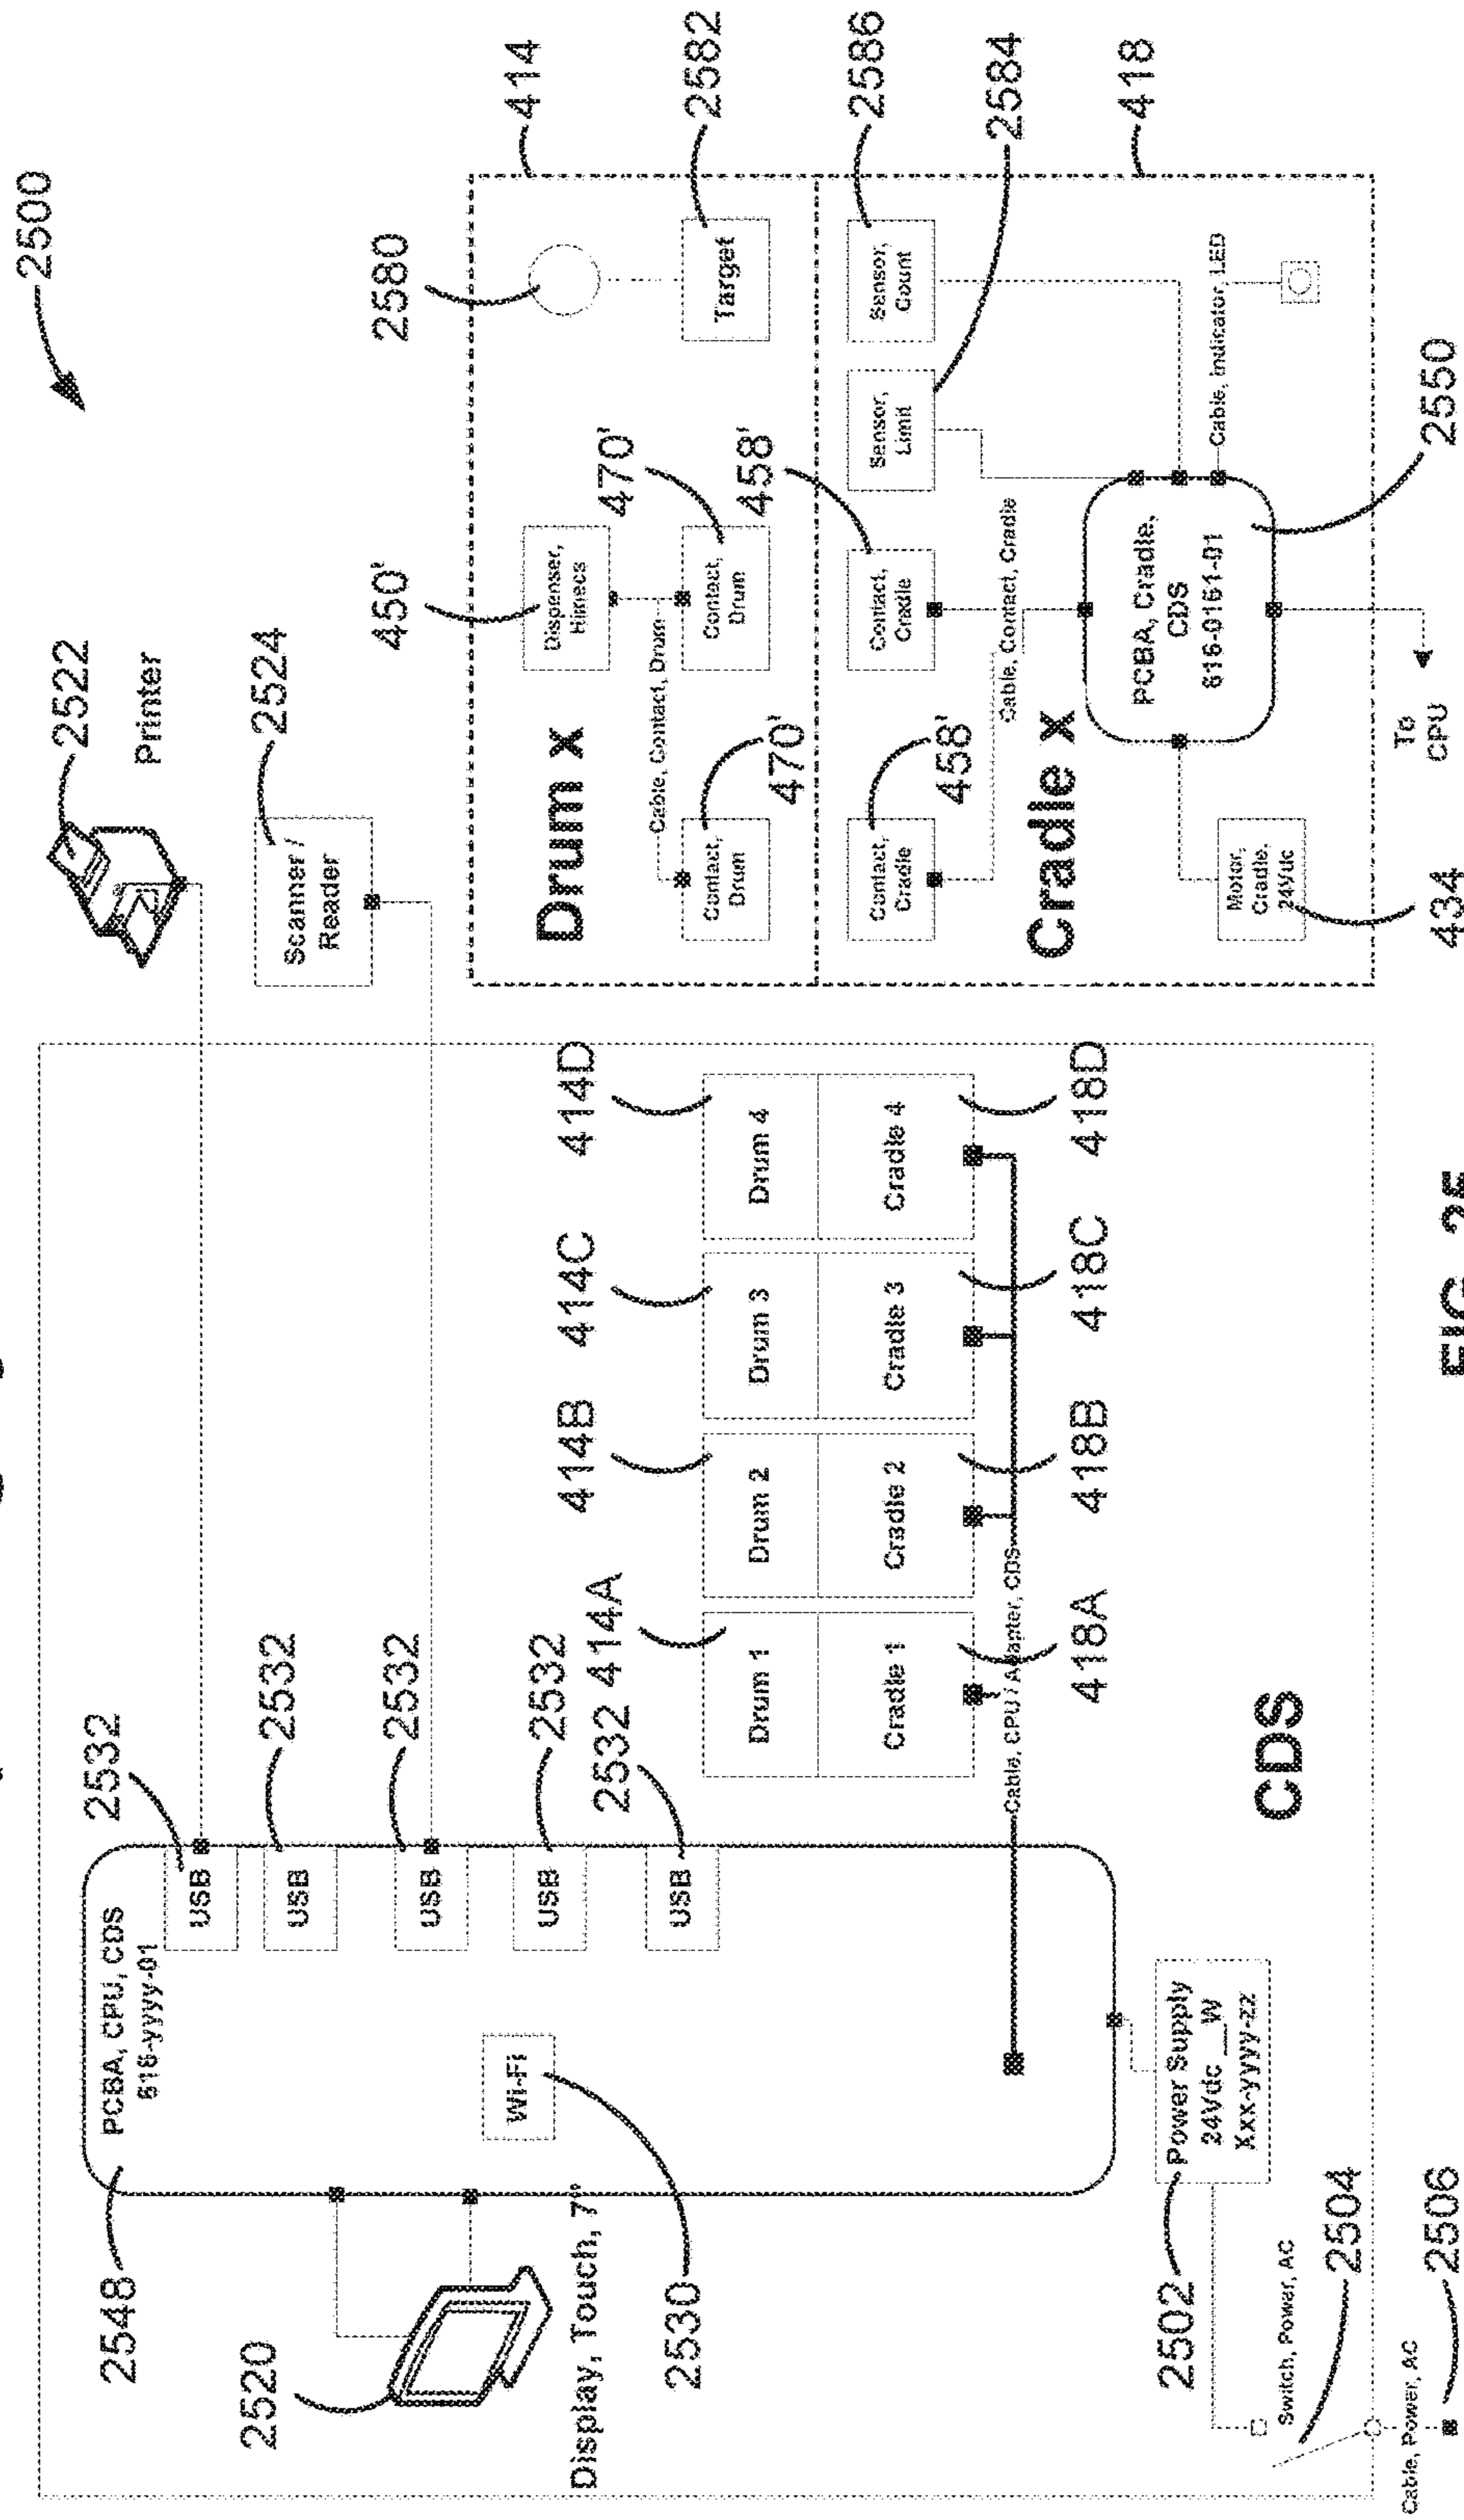 2500
2522
Printer
2524
Scanner /
Reader
2548
PCBA, CPU, CDS
616-yyyy-01
2532
USB
2532
USB
2532
USB
2532
USB
2532
USB
2520
Display, Touch, 7"
Wi-Fi
2530
414A
414B
414C
414D
Drum 1
Drum 2
Drum 3
Drum 4
Cradle 1
Cradle 2
Cradle 3
Cradle 4
Cable, CPU / Adapter, CDS
418A
418B
418C
418D
CDS
2502
Power Supply
24Vdc __W
Xxx-yyyy-zz
Switch, Power, AC
2504
Cable, Power, AC
2506
414
450'
2580
Dispenser,
Drum x
470'
2582
Cable, Contact, Drum
Contact,
Drum
Contact,
Drum
Target
470'
458'
2586
Contact,
Cradle
Contact,
Cradle
Sensor,
Limit
Sensor,
Count
458'
2584
Cable, Contact, Cradle
Cradle x
418
PCBA, Cradle,
CDS
616-0161-01
Cable, Indicator, LED
Motor,
Cradle,
24Vdc
434
To
CPU
2550